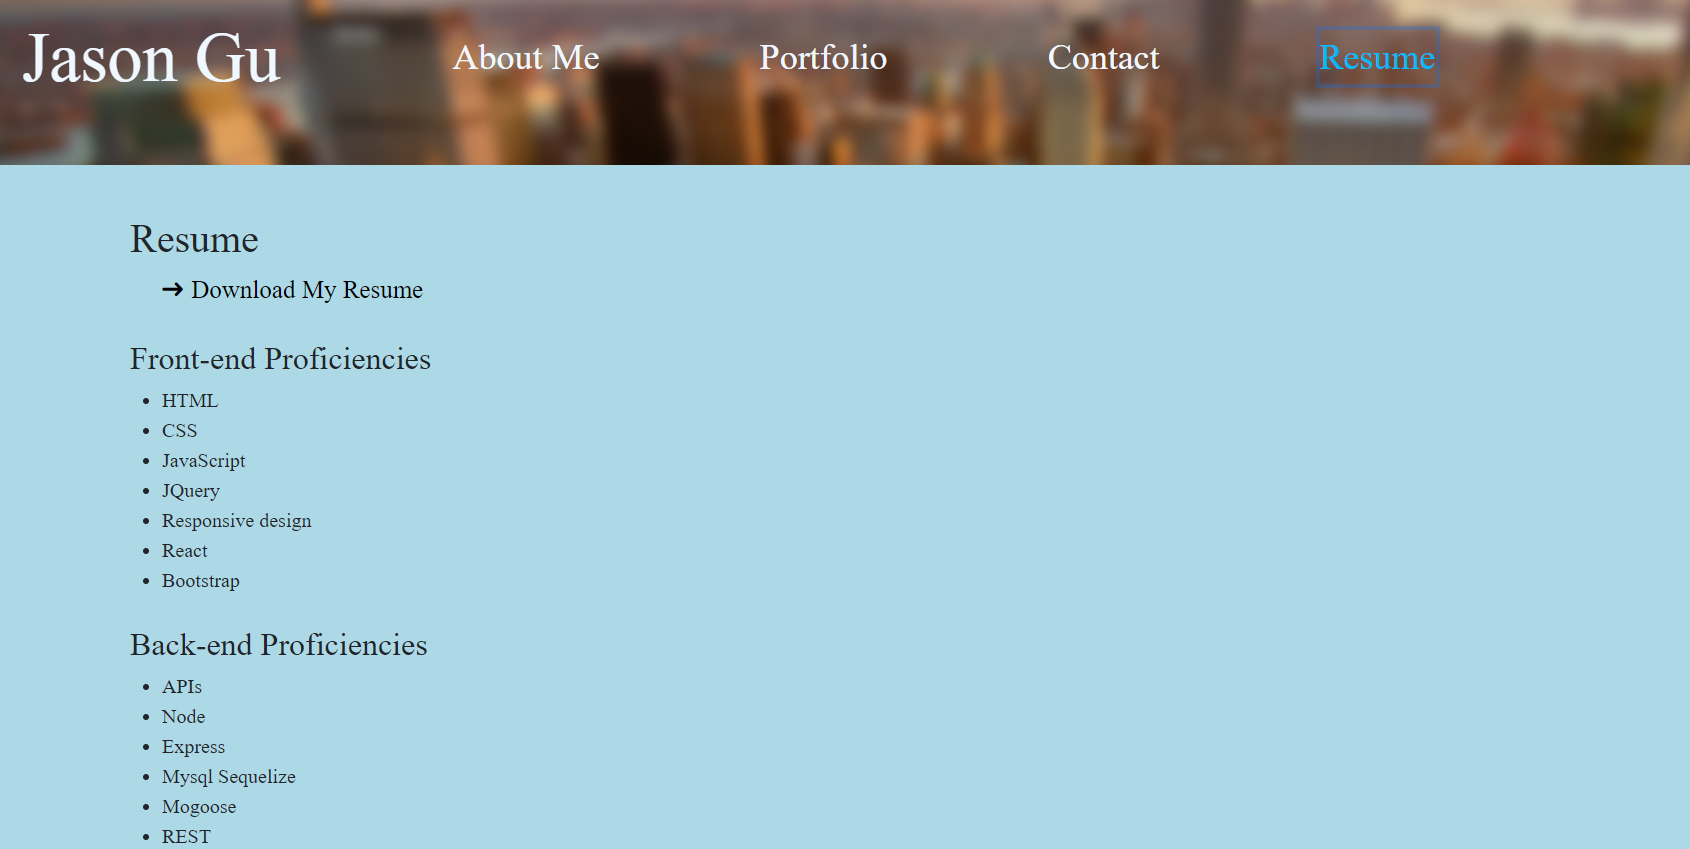 Jason Gu
About Me
Portfolio
Contact
Resume
Resume
➜ Download My Resume
Front-end Proficiencies
• HTML
• CSS
• JavaScript
• JQuery
• Responsive design
• React
• Bootstrap
Back-end Proficiencies
• APIs
• Node
• Express
• Mysql Sequelize
• Mogoose
• REST